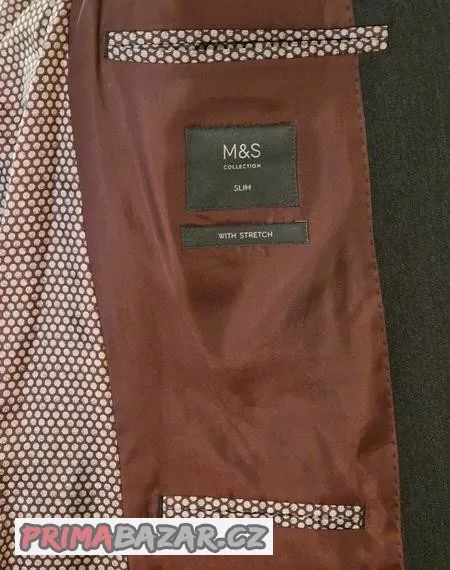 M&S
COLLECTION
SLIM
WITH STRETCH
PRIMABAZAR.CZ